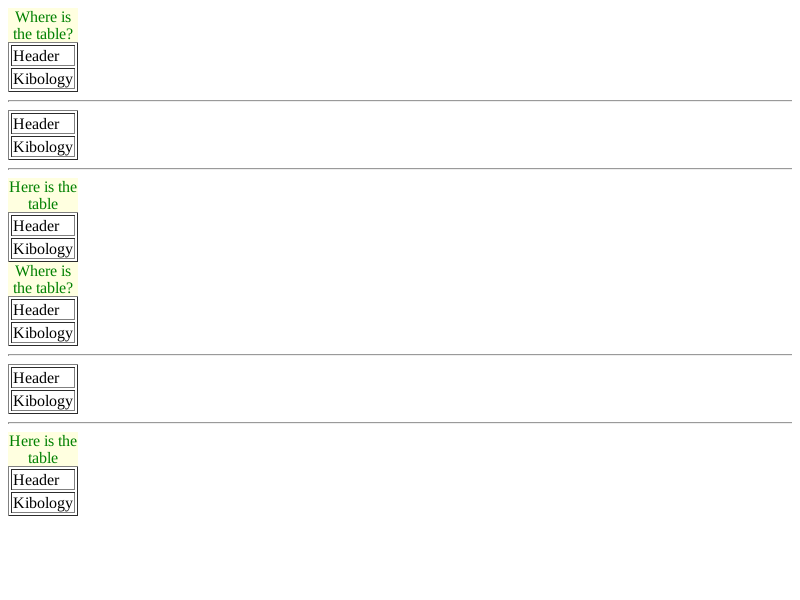 Where is
the table?
Header
Kibology
Header
Kibology
Here is the
table
Header
Kibology
Where is
the table?
Header
Kibology
Header
Kibology
Here is the
table
Header
Kibology